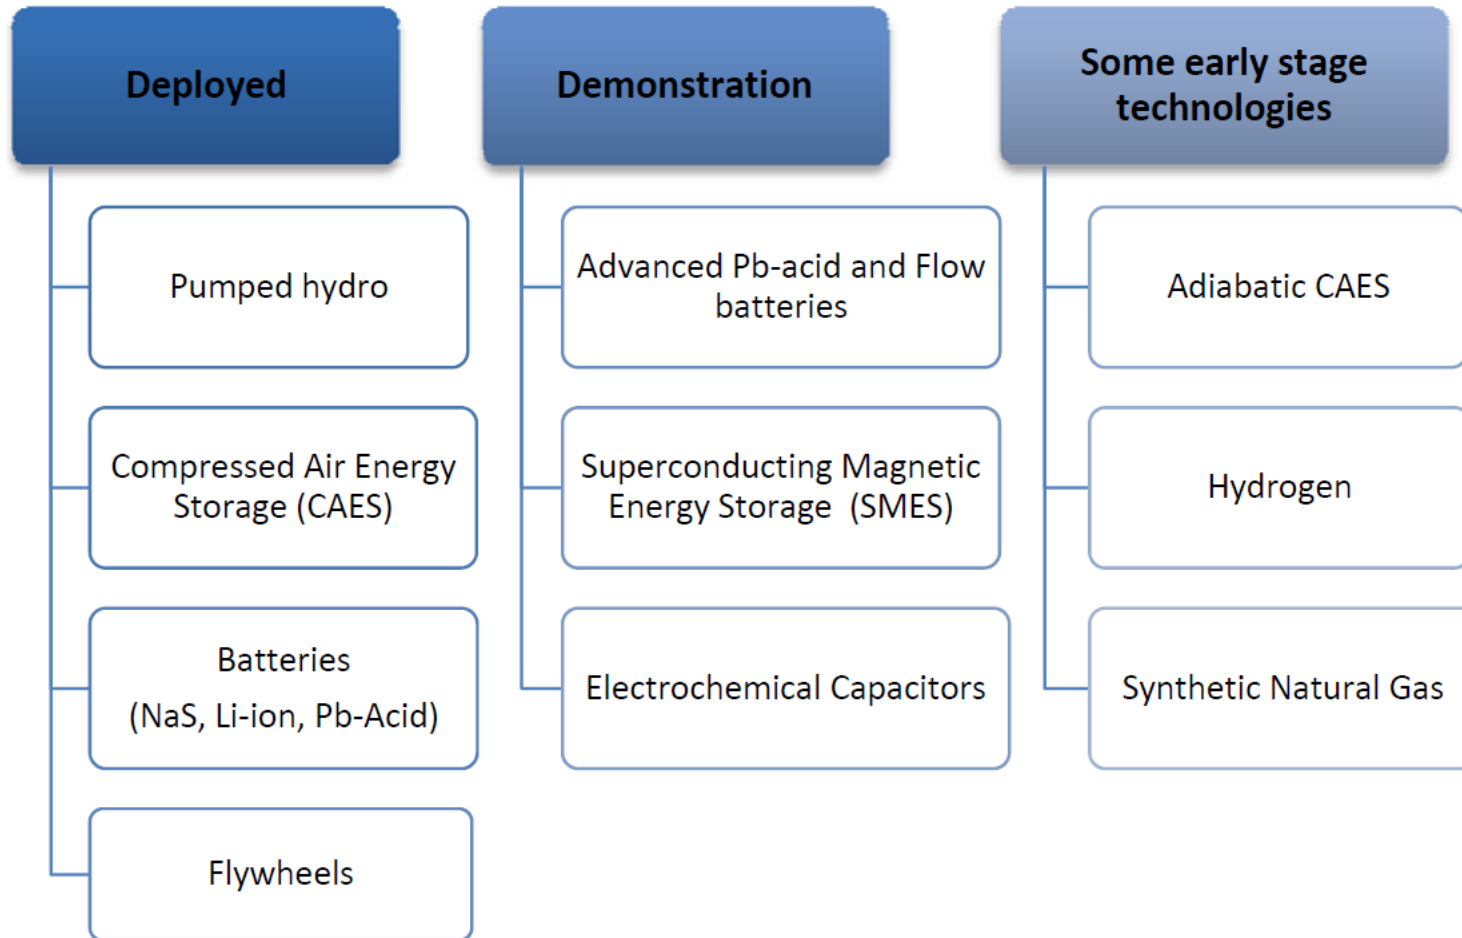 Deployed
Pumped hydro
Compressed Air Energy
Storage (CAES)
Batteries
(NaS, Li-ion, Pb-Acid)
Flywheels
Demonstration
Advanced Pb-acid and Flow
batteries
Superconducting Magnetic
Energy Storage (SMES)
Electrochemical Capacitors
Some early stage
technologies
Adiabatic CAES
Hydrogen
Synthetic Natural Gas